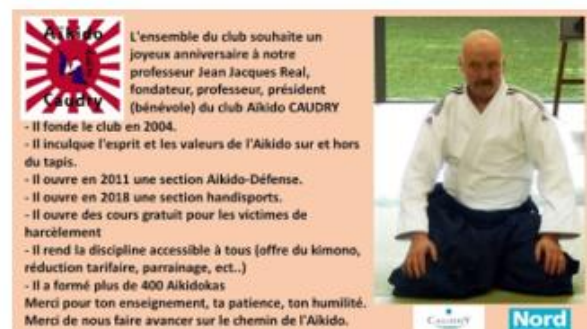 Aïkido
Caudry
L'ensemble du club souhaite un
joyeux anniversaire à notre
professeur Jean Jacques Real,
fondateur, professeur, président
(bénévole) du club Aïkido CAUDRY
- Il fonde le club en 2004.
- Il inculque l'esprit et les valeurs de l'Aikido sur et hors
du tapis.
- Il ouvre en 2011 une section Aikido-Défense.
- Il ouvre en 2018 une section handisports.
- Il ouvre des cours gratuit pour les victimes de
harcèlement
- Il rend la discipline accessible à tous (offre du kimono,
réduction tarifaire, parrainage, ect..)
- Il a formé plus de 400 Aikidokas
Merci pour ton enseignement, ta patience, ton humilité.
Merci de nous faire avancer sur le chemin de l'Aïkido.
CAUDRY
Nord